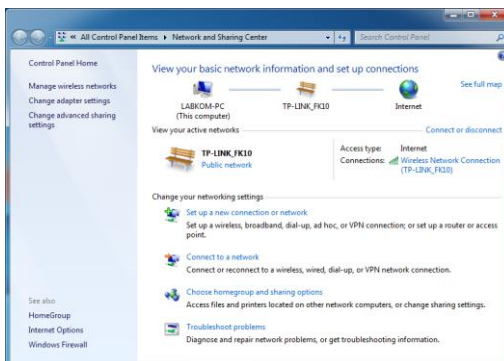 « All Control Panel Items ▸ Network and Sharing Center
Search Control Panel
Control Panel Home
Manage wireless networks
Change adapter settings
Change advanced sharing
settings
See also
HomeGroup
Internet Options
Windows Firewall
View your basic network information and set up connections
LABKOM-PC
(This computer)
TP-LINK_FK10
Internet
See full map
View your active networks
Connect or disconnect
TP-LINK_FK10
Public network
Access type: Internet
Connections: Wireless Network Connection
(TP-LINK_FK10)
Change your networking settings
Set up a new connection or network
Set up a wireless, broadband, dial-up, ad hoc, or VPN connection; or set up a router or access
point.
Connect to a network
Connect or reconnect to a wireless, wired, dial-up, or VPN network connection.
Choose homegroup and sharing options
Access files and printers located on other network computers, or change sharing settings.
Troubleshoot problems
Diagnose and repair network problems, or get troubleshooting information.